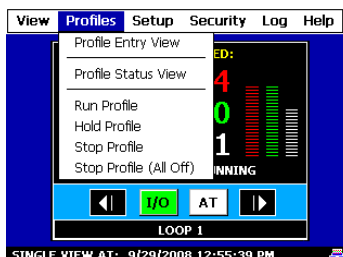 View Profiles Setup Security Log Help
Profile Entry View
ED:
Profile Status View
4
Run Profile
0
Hold Profile
Stop Profile
1
Stop Profile (All Off)
NNING
I/O AT
LOOP 1
SINGLE VIEW AT: 9/29/2008 12:55:39 PM